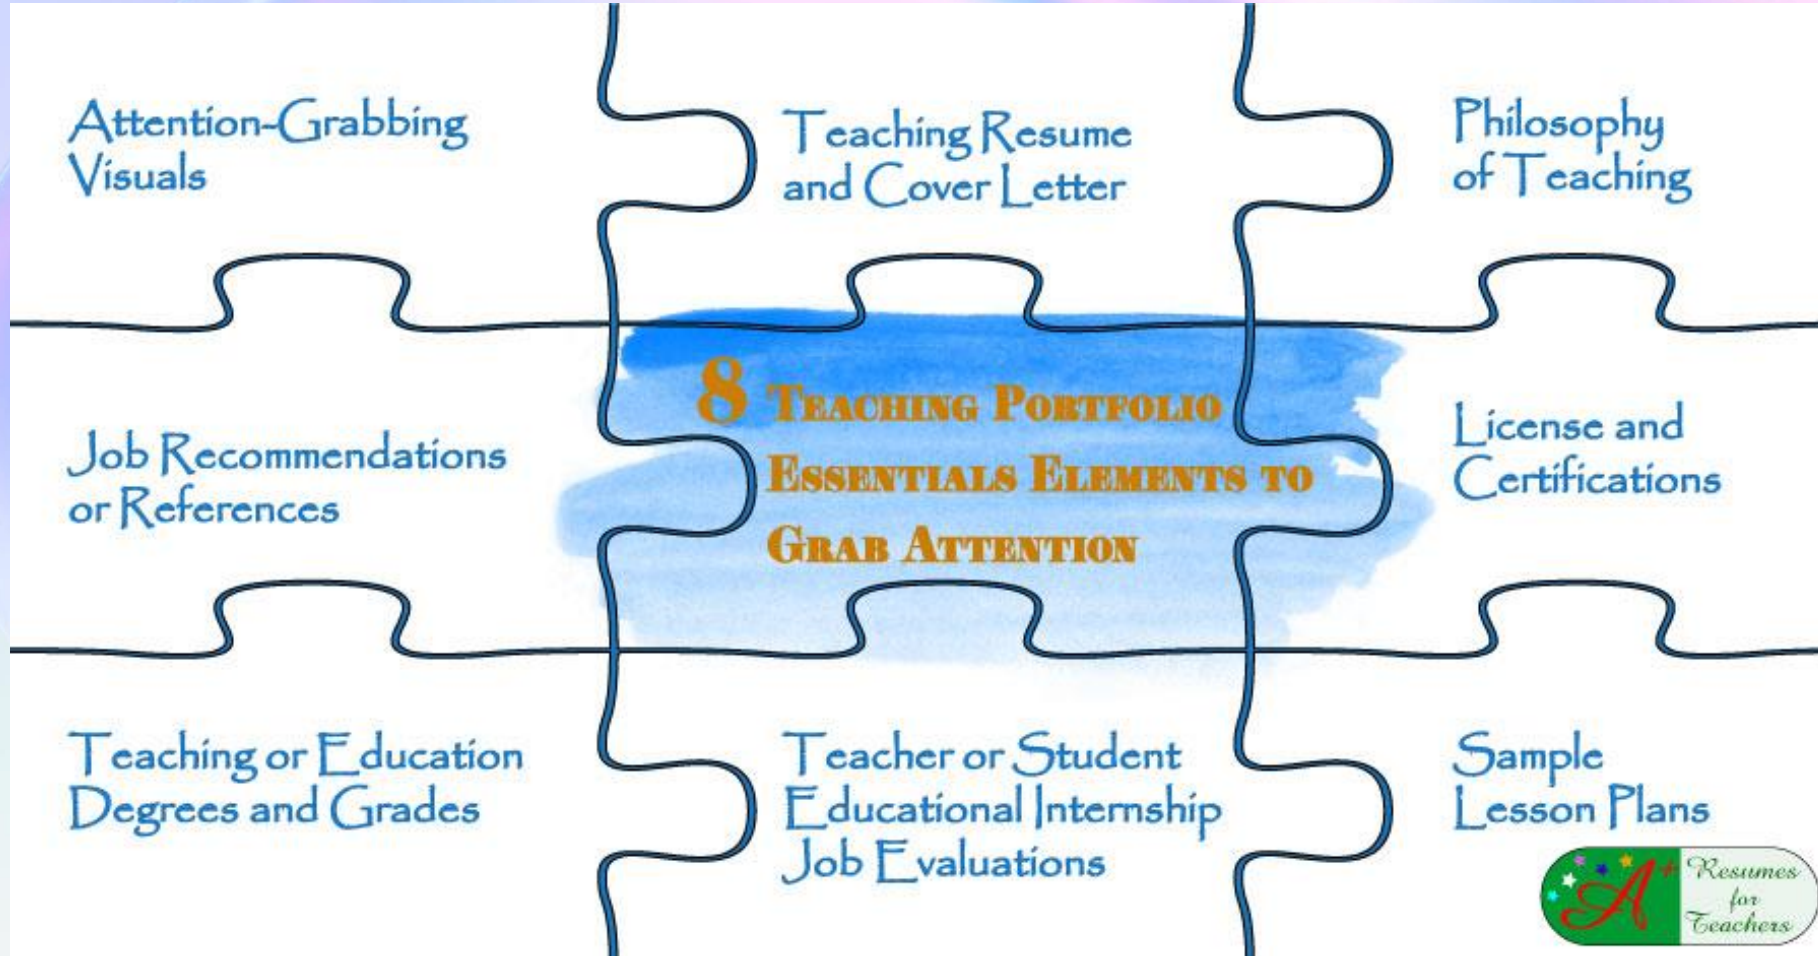 Attention-Grabbing
Visuals
Teaching Resume
and Cover Letter
Philosophy
of Teaching
Job Recommendations
or References
8 Teaching Portfolio
Essentials Elements to
Grab Attention
License and
Certifications
Teaching or Education
Degrees and Grades
Teacher or Student
Educational Internship
Job Evaluations
Sample
Lesson Plans
A+
Resumes
for
Teachers